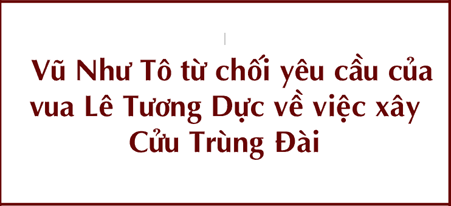 Vũ Như Tô từ chối yêu cầu của
vua Lê Tương Dực về việc xây
Cửu Trùng Đài